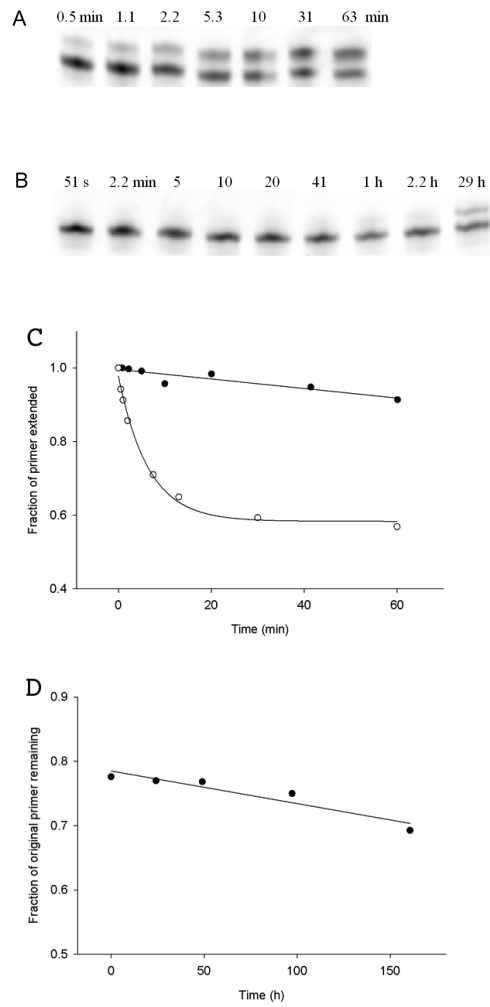 A
0.5 min 1.1 2.2 5.3 10 31 63 min
B
51 s 2.2 min 5 10 20 41 1 h 2.2 h 29 h
C
1.0
0.8
0.6
0.4
Fraction of primer extended
0 20 40 60
Time (min)
D
0.9
0.8
0.7
0.6
0.5
Fraction of original primer remaining
0 50 100 150
Time (h)